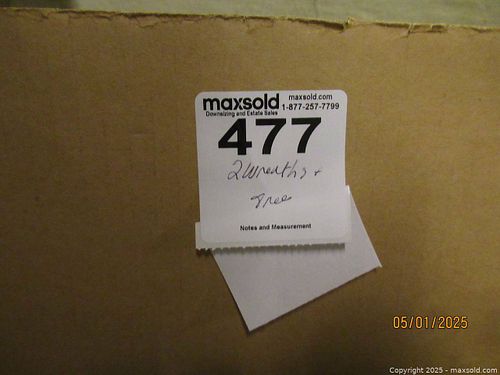 maxsold maxsold.com
Downsizing and Estate Sales 1-877-257-7799
477
2 Wreaths +
Tree
Notes and Measurement
05/01/2025
Copyright 2025 - maxsold.com